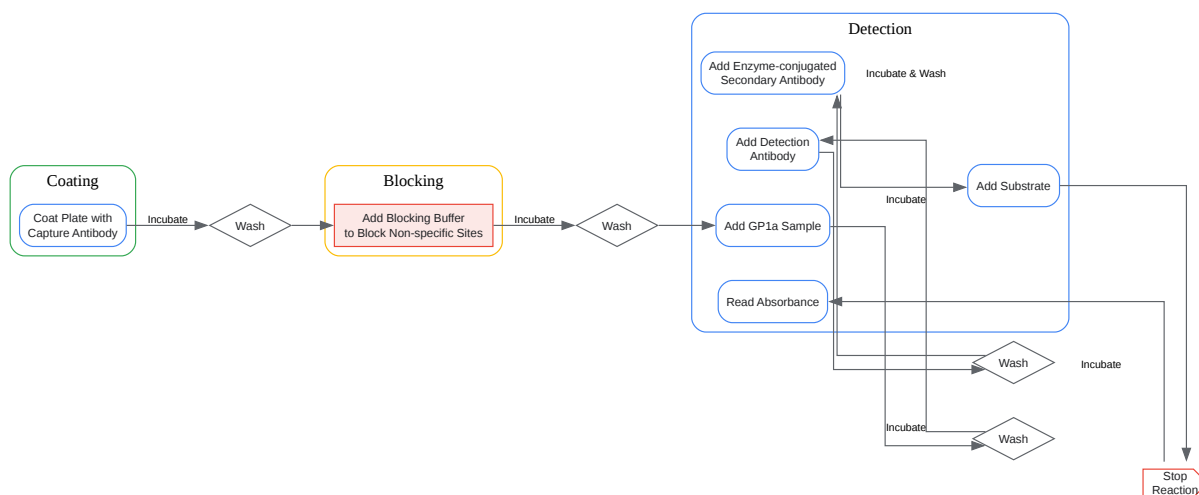 Detection
Add Enzyme-conjugated
Secondary Antibody
Incubate & Wash
Add Detection
Antibody
Coating
Blocking
Add Substrate
Incubate
Coat Plate with
Capture Antibody
Incubate
Wash
Add Blocking Buffer
to Block Non-specific Sites
Incubate
Wash
Add GP1a Sample
Read Absorbance
Wash
Incubate
Incubate
Wash
Stop
Reaction